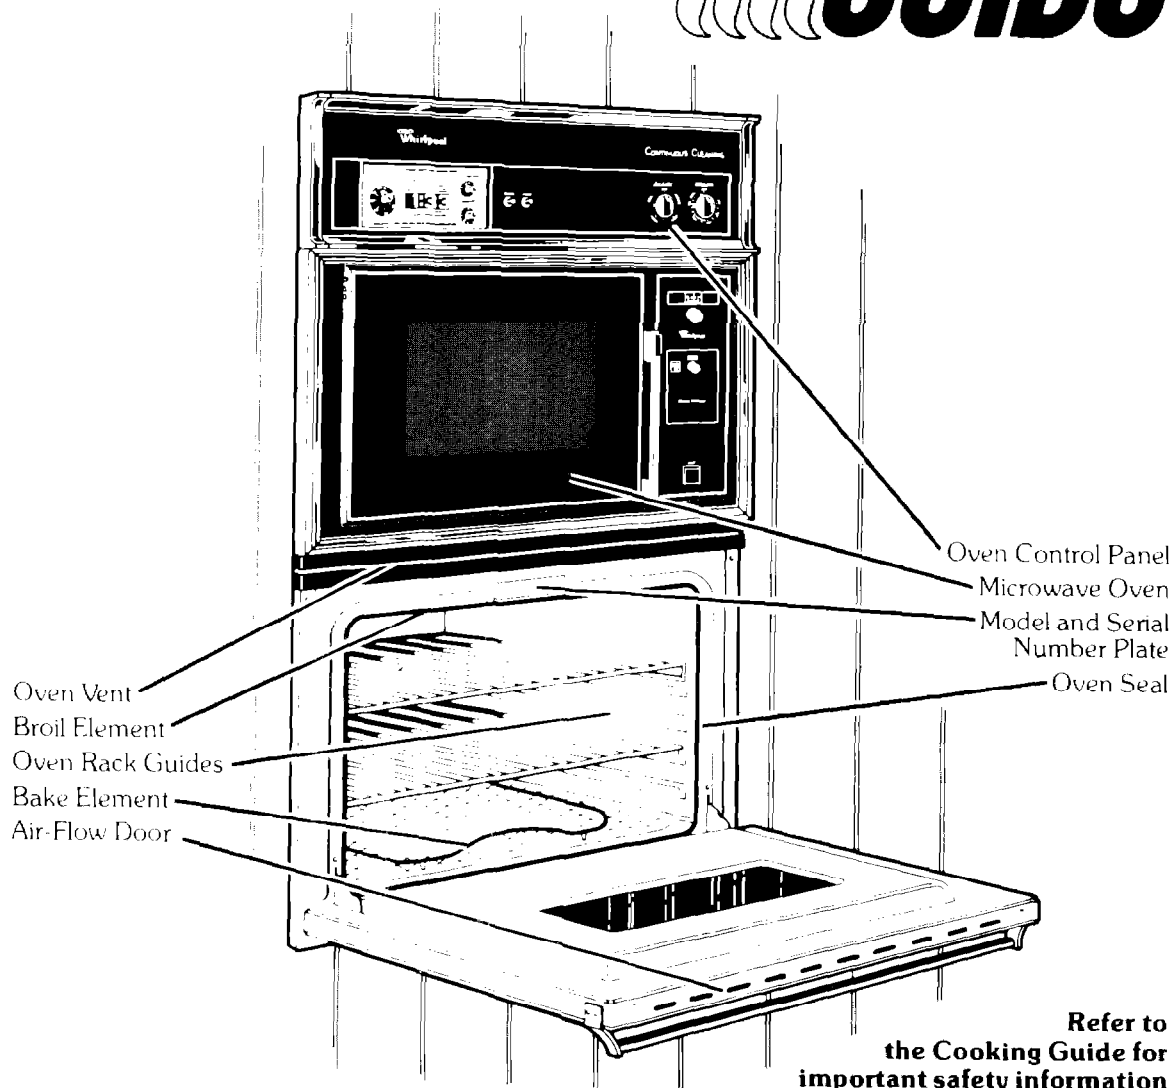 GUIDE
Whirlpool
CONTINUOUS CLEANING
Oven Control Panel
Microwave Oven
Model and Serial
Number Plate
Oven Seal
Oven Vent
Broil Element
Oven Rack Guides
Bake Element
Air-Flow Door
Refer to
the Cooking Guide for
important safety information